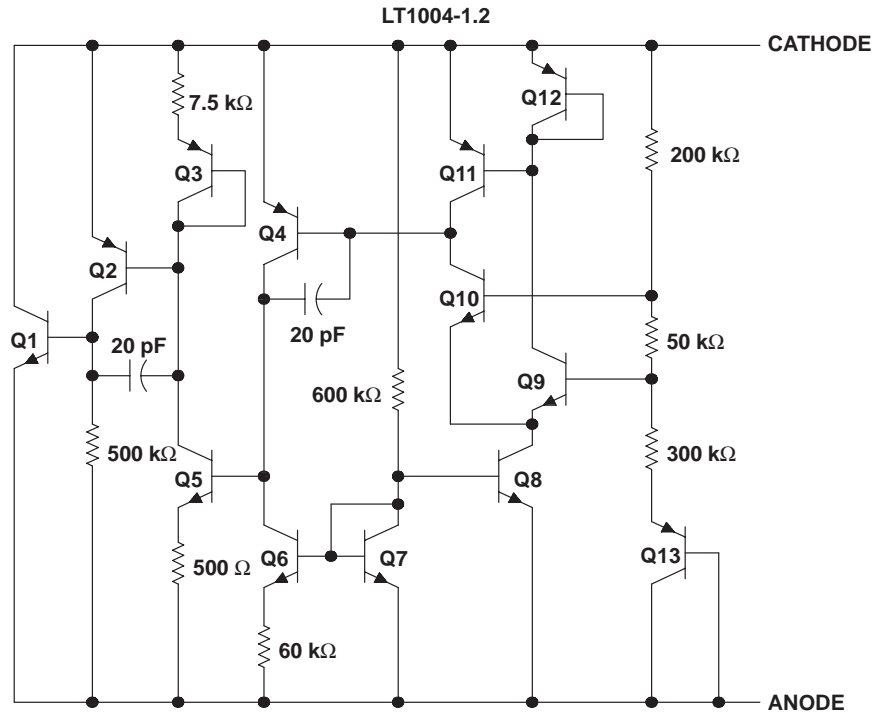 LT1004-1.2
CATHODE
Q12
7.5 kΩ
Q3
Q11
200 kΩ
Q4
Q2
Q10
Q1
20 pF
20 pF
50 kΩ
Q9
600 kΩ
500 kΩ
300 kΩ
Q5
Q8
Q6
Q7
Q13
500 Ω
60 kΩ
ANODE